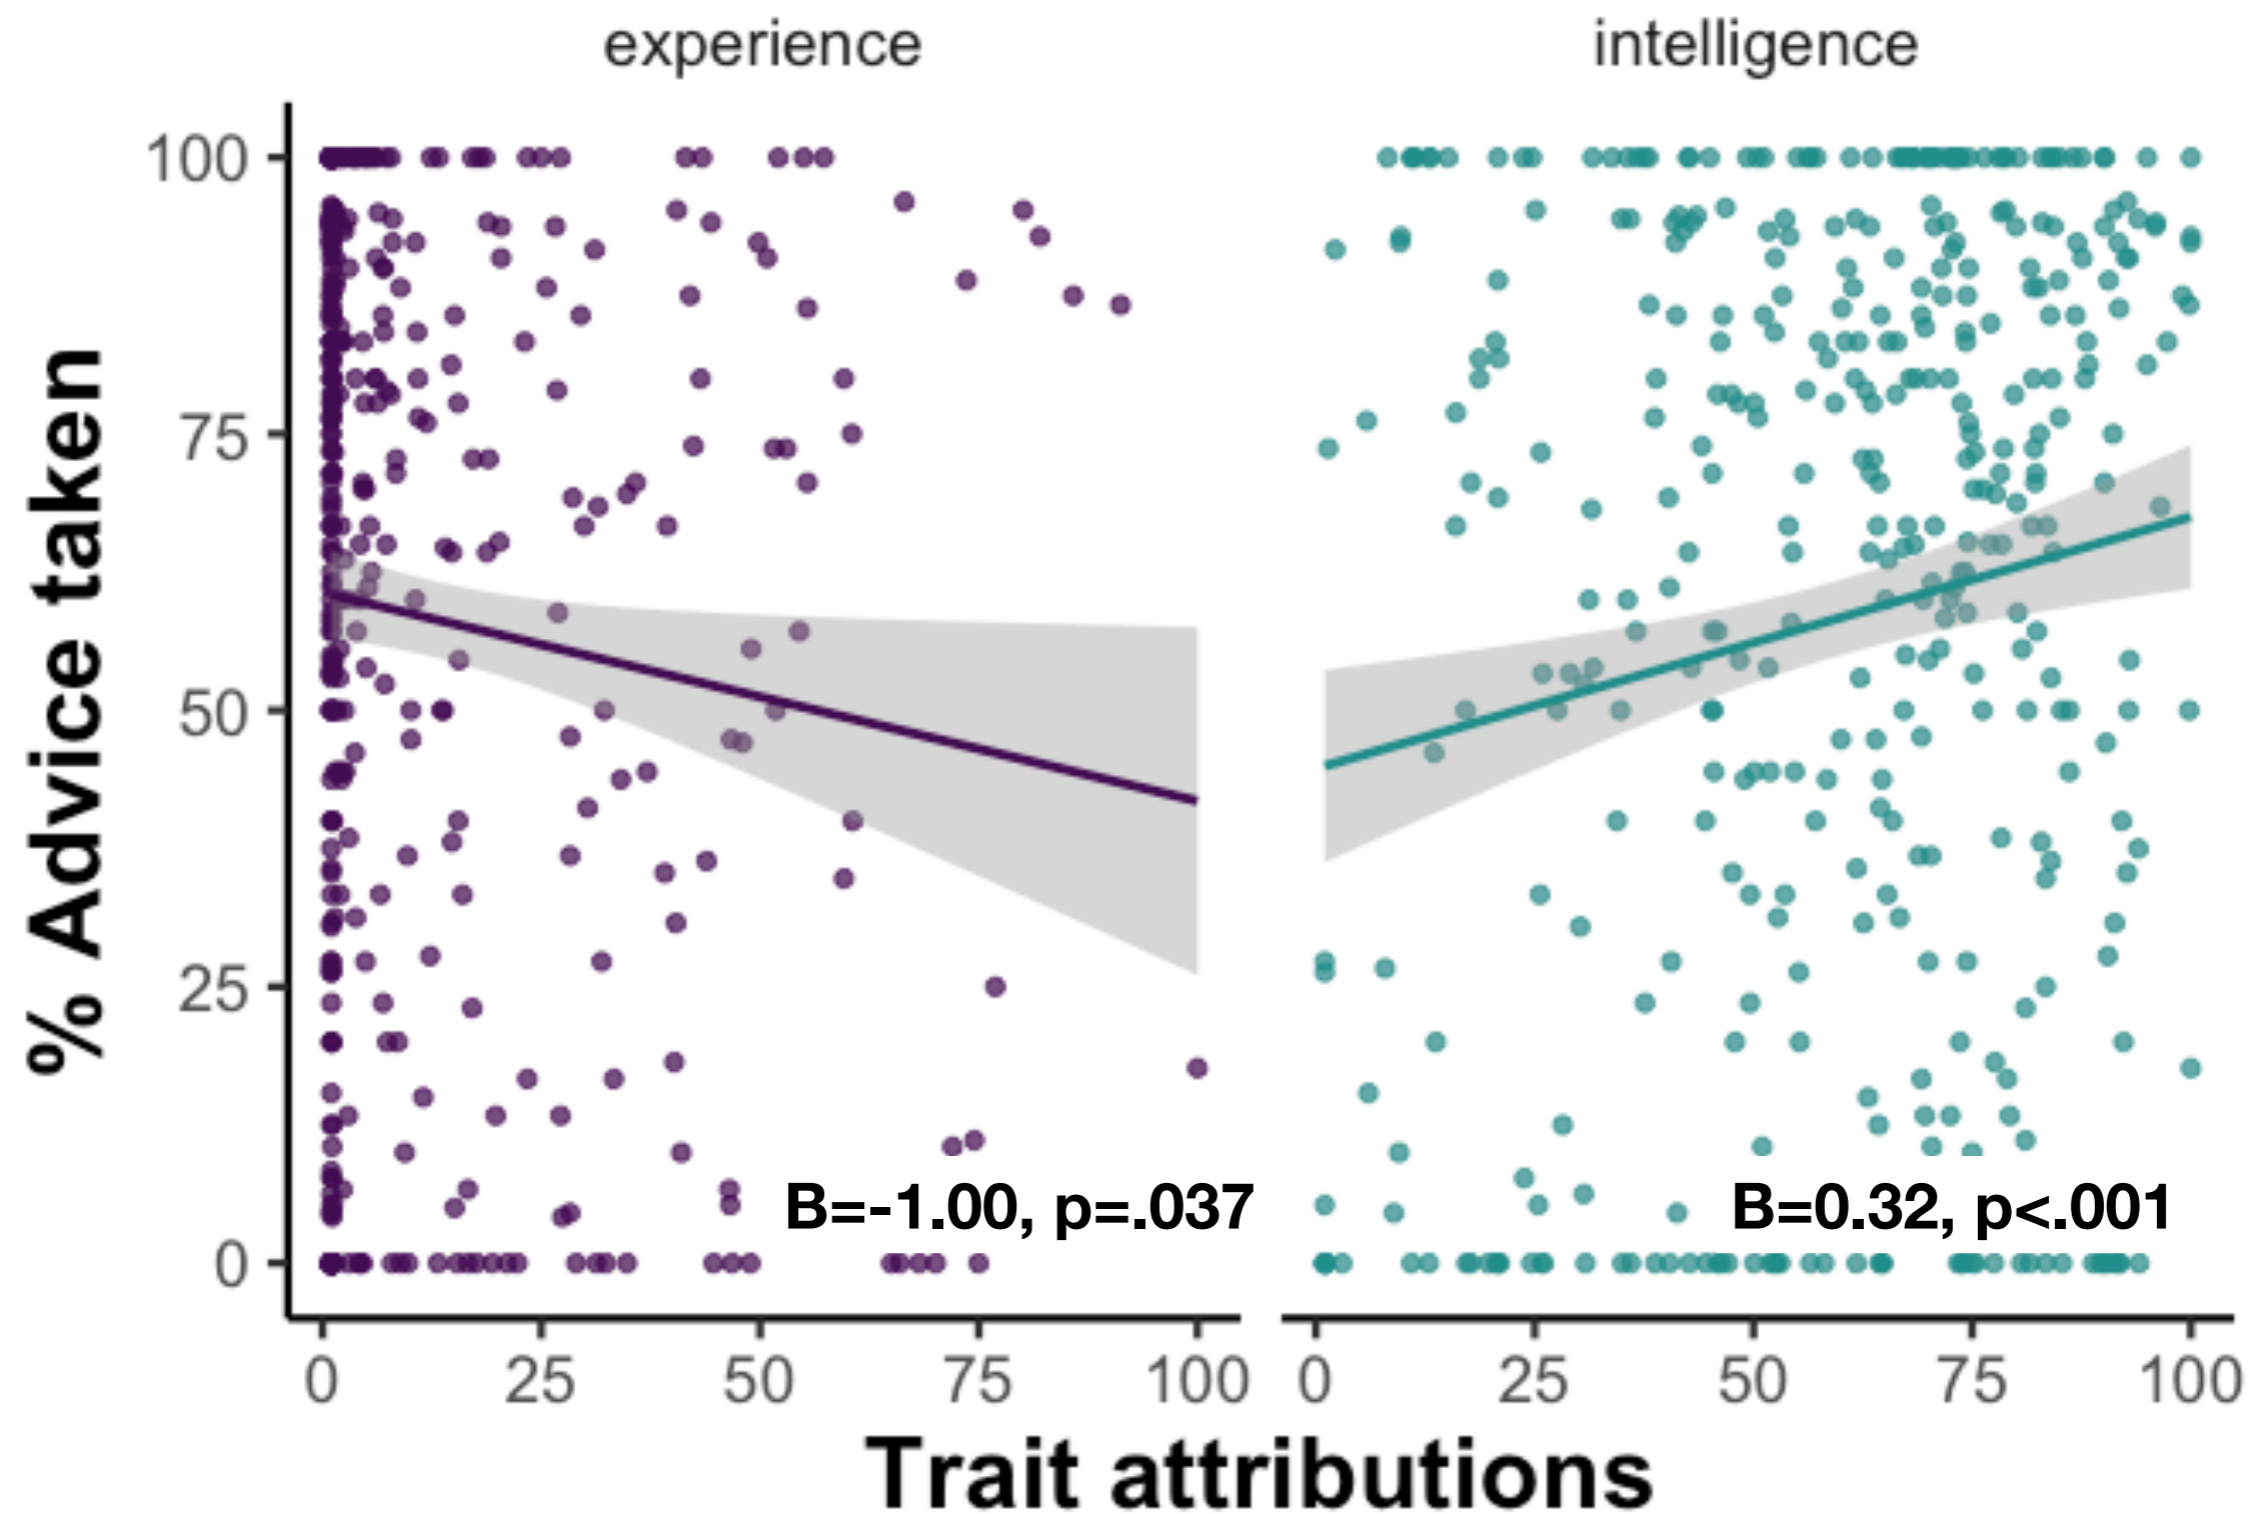 experience
intelligence
% Advice taken
100
75
50
25
0
B=-1.00, p=.037
B=0.32, p<.001
0 25 50 75 100
0 25 50 75 100
Trait attributions